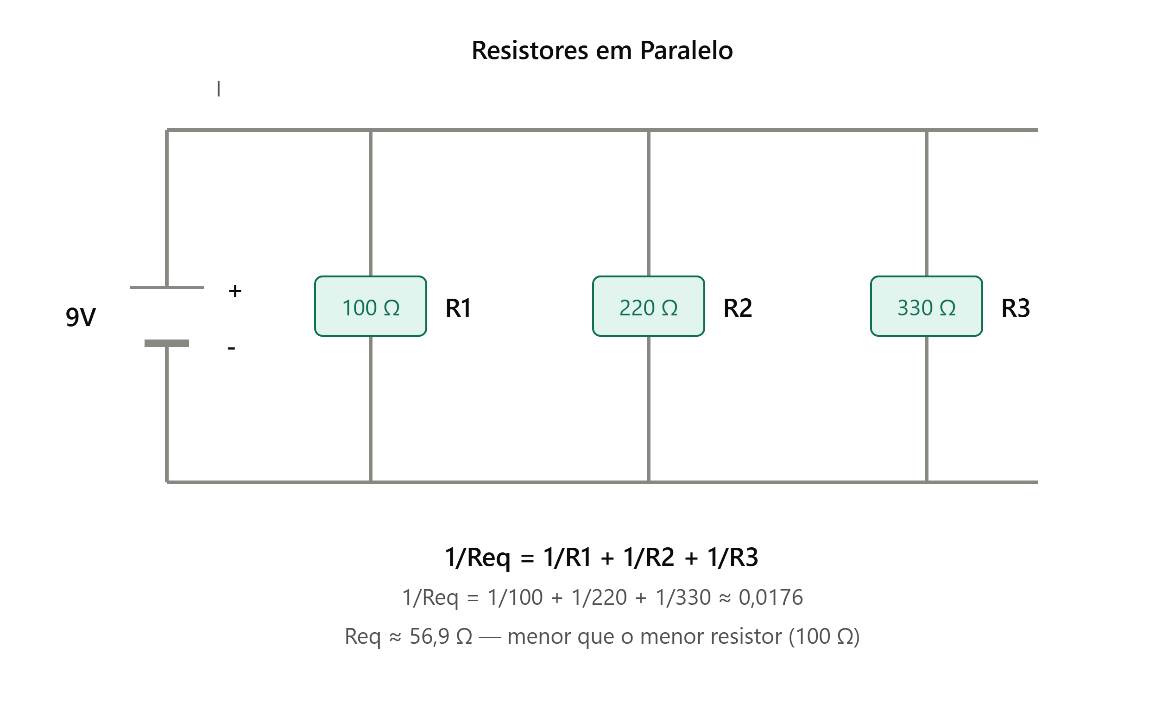 Resistores em Paralelo
I
9V
+
-
100 Ω
R1
220 Ω
R2
330 Ω
R3
1/Req = 1/R1 + 1/R2 + 1/R3
1/Req = 1/100 + 1/220 + 1/330 ≈ 0,0176
Req ≈ 56,9 Ω — menor que o menor resistor (100 Ω)